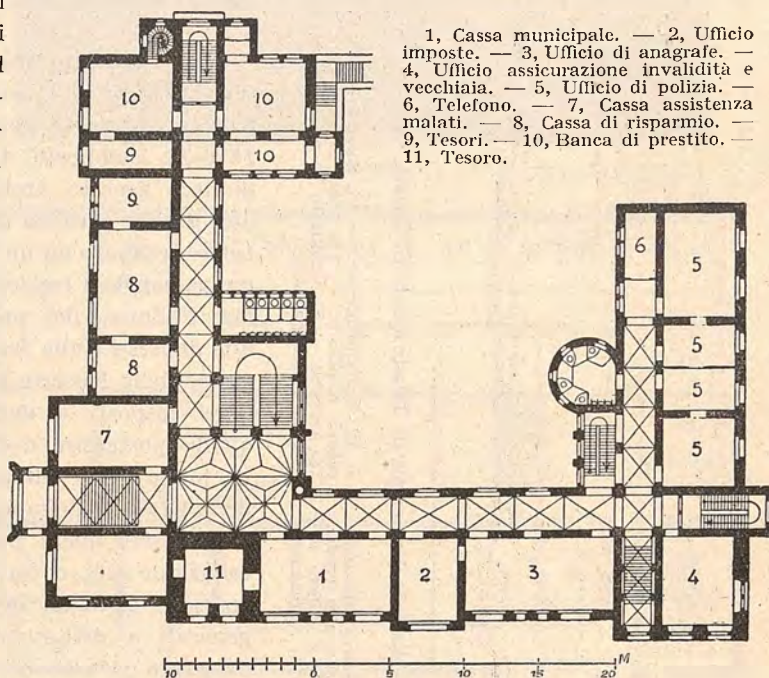 1, Cassa municipale. — 2, Ufficio
imposte. — 3, Ufficio di anagrafe. —
4, Ufficio assicurazione invalidità e
vecchiaia. — 5, Ufficio di polizia. —
6, Telefono. — 7, Cassa assistenza
malati. — 8, Cassa di risparmio. —
9, Tesori. — 10, Banca di prestito. —
11, Tesoro.
10 10
9 10
9
6 5
8
5
8 5
7 5
11 1 2 3 4
10 0 5 10 15 20 M